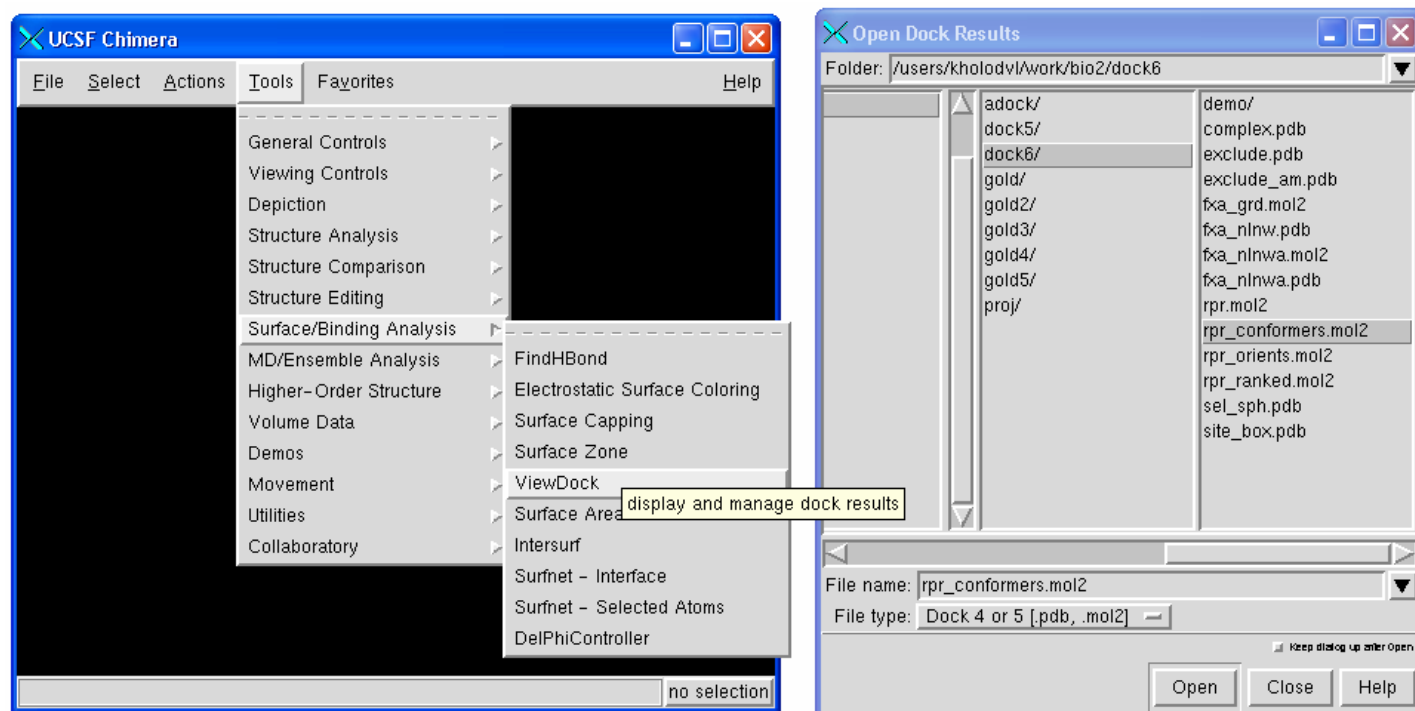 UCSF Chimera
File Select Actions Tools Favorites Help
General Controls
Viewing Controls
Depiction
Structure Analysis
Structure Comparison
Structure Editing
Surface/Binding Analysis
MD/Ensemble Analysis
Higher-Order Structure
Volume Data
Demos
Movement
Utilities
Collaboratory
FindHBond
Electrostatic Surface Coloring
Surface Capping
Surface Zone
ViewDock
display and manage dock results
Surface Area
Intersurf
Surfnet - Interface
Surfnet - Selected Atoms
DelPhiController
no selection
Open Dock Results
Folder: /users/kholodvl/work/bio2/dock6
adock/
dock5/
dock6/
gold/
gold2/
gold3/
gold4/
gold5/
proj/
demo/
complex.pdb
exclude.pdb
exclude_am.pdb
fxa_grd.mol2
fxa_nlnw.pdb
fxa_nlnwa.mol2
fxa_nlnwa.pdb
rpr.mol2
rpr_conformers.mol2
rpr_orients.mol2
rpr_ranked.mol2
sel_sph.pdb
site_box.pdb
File name: rpr_conformers.mol2
File type: Dock 4 or 5 [.pdb, .mol2]
Keep dialog up after Open
Open Close Help